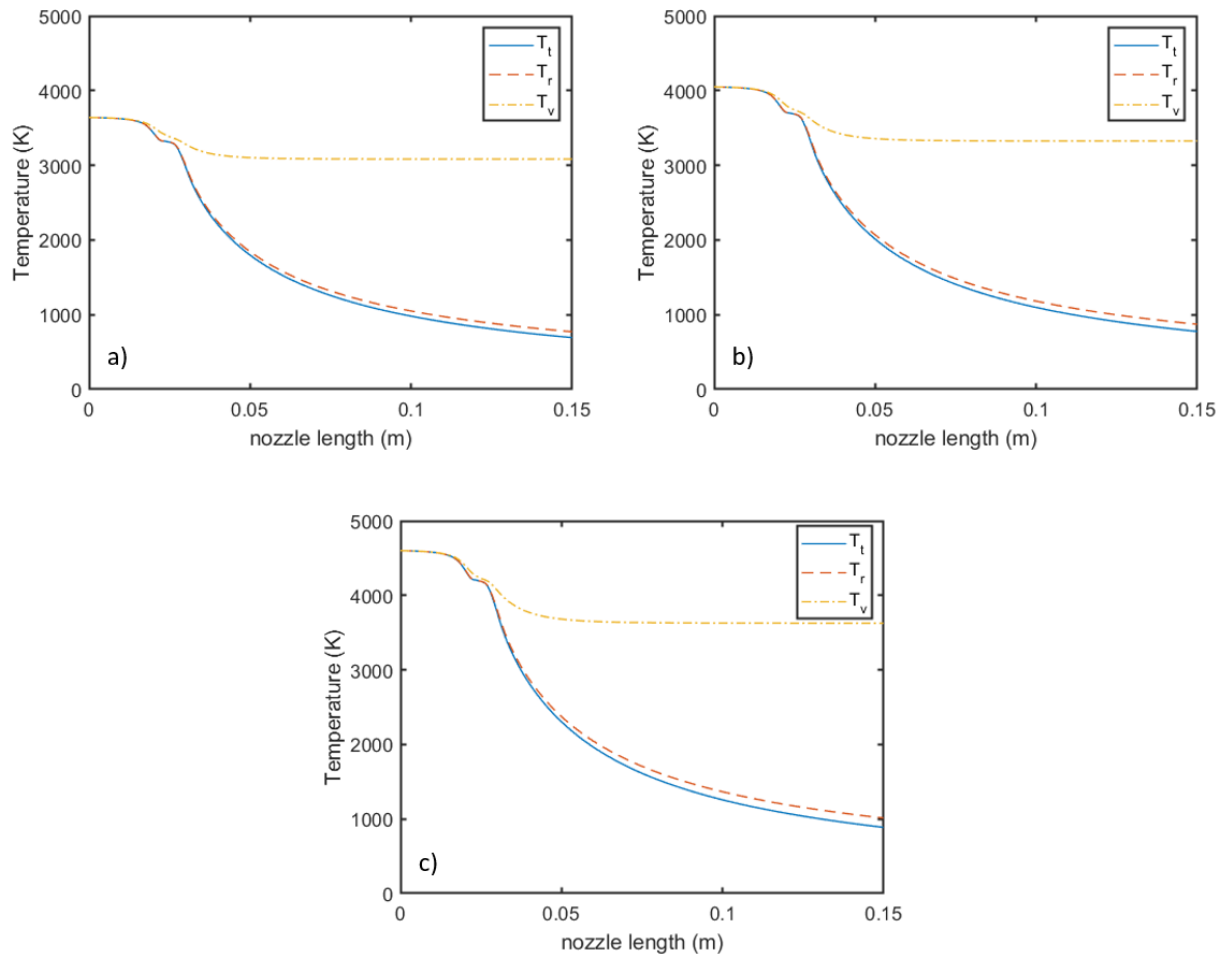 5000
4000
3000
2000
1000
0
Temperature (K)
T_t
T_r
T_v
a)
0 0.05 0.1 0.15
nozzle length (m)
5000
4000
3000
2000
1000
0
Temperature (K)
T_t
T_r
T_v
b)
0 0.05 0.1 0.15
nozzle length (m)
5000
4000
3000
2000
1000
0
Temperature (K)
T_t
T_r
T_v
c)
0 0.05 0.1 0.15
nozzle length (m)